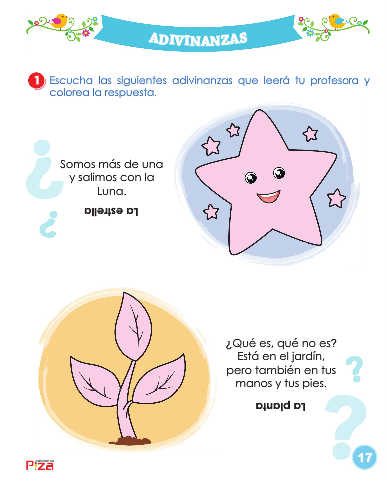 ADIVINANZAS
1 Escucha las siguientes adivinanzas que leerá tu profesora y
colorea la respuesta.
Somos más de una
y salimos con la
Luna.
La estrella
¿Qué es, qué no es?
Está en el jardín,
pero también en tus
manos y tus pies.
La planta
PIZA
17